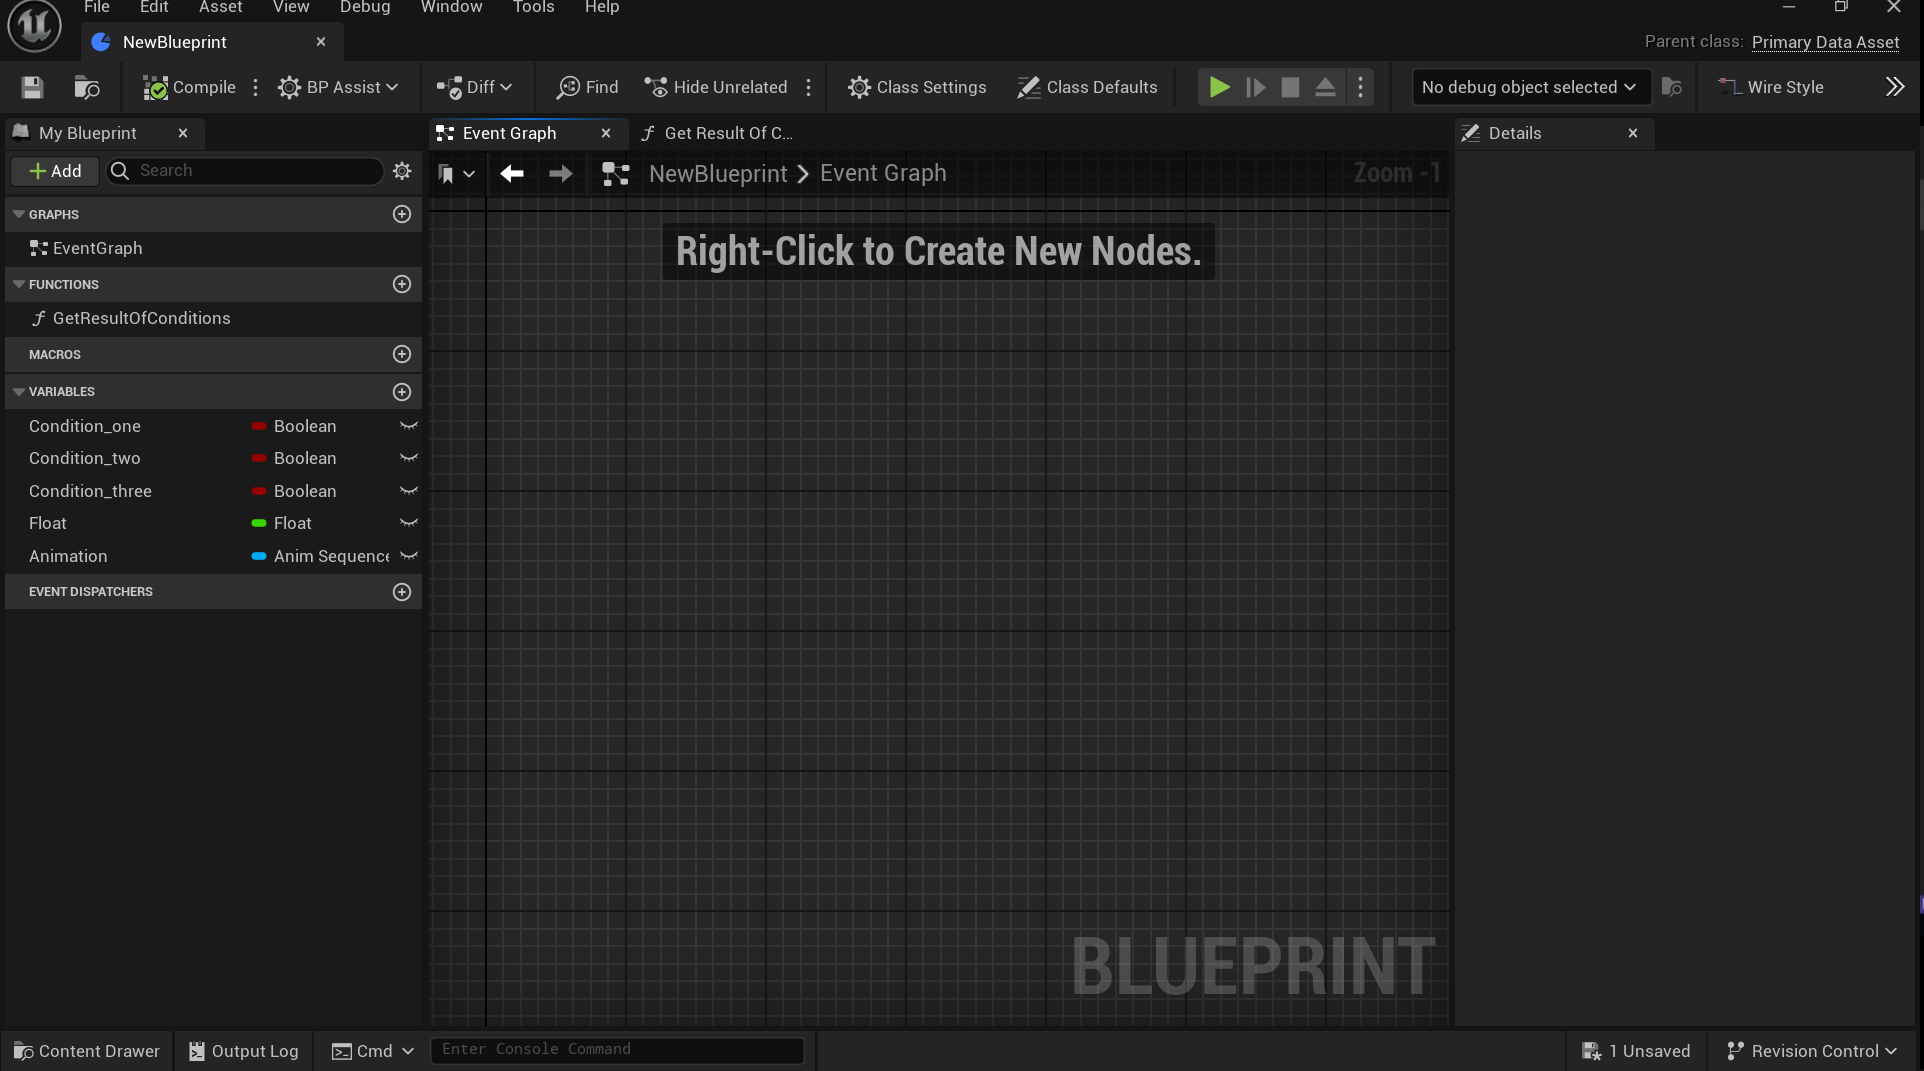 File Edit Asset View Debug Window Tools Help
NewBlueprint
Parent class: Primary Data Asset
Compile BP Assist Diff Find Hide Unrelated Class Settings Class Defaults No debug object selected Wire Style
My Blueprint
Event Graph
Get Result Of C...
Details
Add
Search
NewBlueprint Event Graph
Zoom -1
GRAPHS
EventGraph
FUNCTIONS
GetResultOfConditions
MACROS
VARIABLES
Condition_one Boolean
Condition_two Boolean
Condition_three Boolean
Float Float
Animation Anim Sequence
EVENT DISPATCHERS
Right-Click to Create New Nodes.
BLUEPRINT
Content Drawer Output Log Cmd Enter Console Command 1 Unsaved Revision Control